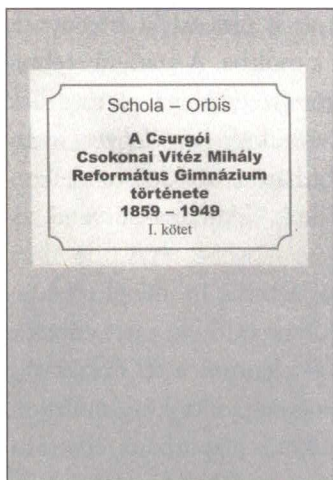 Schola – Orbis
A Csurgói
Csokonai Vitéz Mihály
Református Gimnázium
története
1859 – 1949
I. kötet